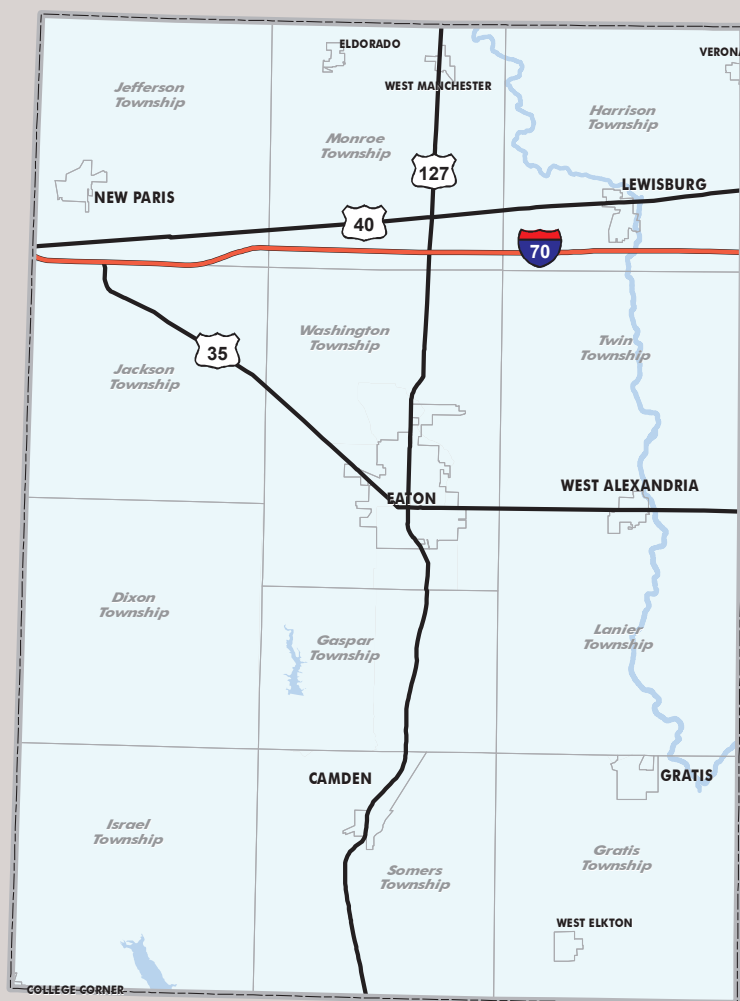 ELDORADO
VERONA
WEST MANCHESTER
Jefferson
Township
Harrison
Township
Monroe
Township
127
LEWISBURG
NEW PARIS
40
70
Washington
Township
35
Twin
Township
Jackson
Township
WEST ALEXANDRIA
EATON
Dixon
Township
Gaspar
Township
Lanier
Township
CAMDEN
GRATIS
Israel
Township
Gratis
Township
Somers
Township
WEST ELKTON
COLLEGE CORNER